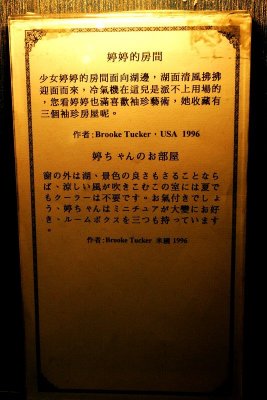 婷婷的房間
少女婷婷的房間面向湖邊，湖面清風拂拂
迎面而來，冷氣機在這兒是派不上用場的
，您看婷婷也滿喜歡袖珍藝術，她收藏有
三個袖珍房屋呢。
作者:Brooke Tucker，USA 1996
婷ちゃんのお部屋
窗の外は湖、景色の良さもさることなら
ば、涼しい風が吹きこむこの室には夏で
もクーラーは不要です。お氣付きでしょ
う、婷ちゃんはミニチュアが大變にお好
き、ルームボクスを三つも持っています
。
作者:Brooke Tucker 米國 1996